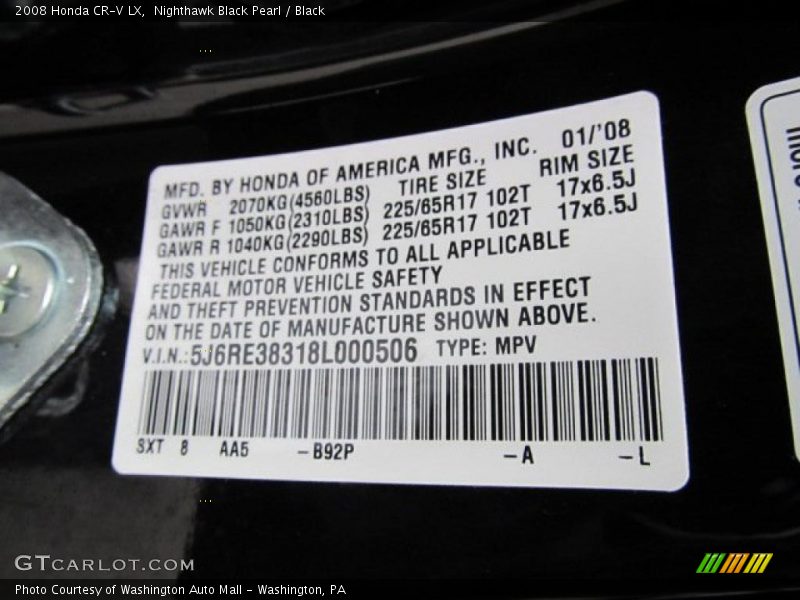 2008 Honda CR-V LX, Nighthawk Black Pearl / Black
MFD. BY HONDA OF AMERICA MFG., INC. 01/'08
GVWR 2070KG(4560LBS) TIRE SIZE RIM SIZE
GAWR F 1050KG(2310LBS) 225/65R17 102T 17x6.5J
GAWR R 1040KG(2290LBS) 225/65R17 102T 17x6.5J
THIS VEHICLE CONFORMS TO ALL APPLICABLE
FEDERAL MOTOR VEHICLE SAFETY
AND THEFT PREVENTION STANDARDS IN EFFECT
ON THE DATE OF MANUFACTURE SHOWN ABOVE.
V.I.N.:5J6RE38318L000506 TYPE: MPV
SXT 8 AA5 -B92P -A -L
GTCARLOT.COM
Photo Courtesy of Washington Auto Mall - Washington, PA